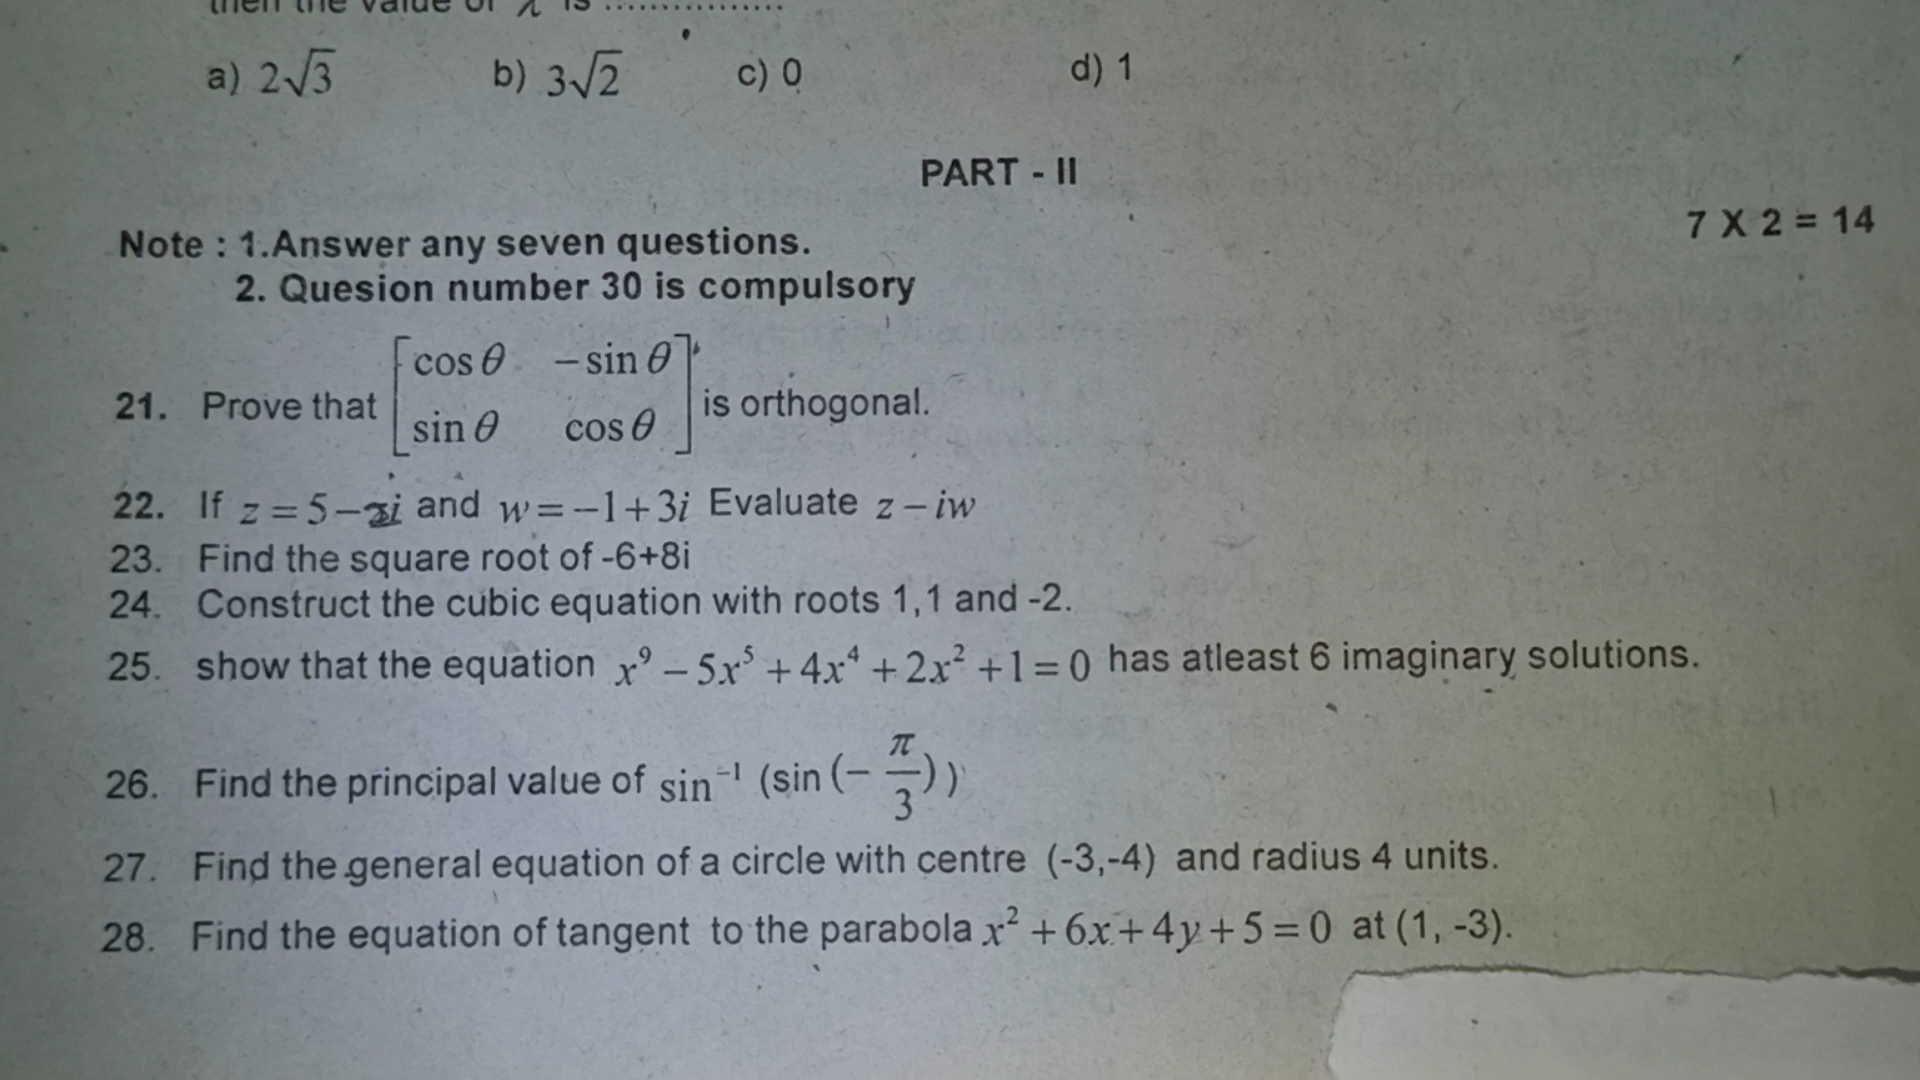 then the value of λ is ................
a) 2√3 b) 3√2 c) 0 d) 1
PART - II
7 X 2 = 14
Note : 1.Answer any seven questions.
2. Quesion number 30 is compulsory
21. Prove that [cos θ −sin θ; sin θ cos θ] is orthogonal.
22. If z = 5 − i and w = −1 + 3i Evaluate z − iw
23. Find the square root of -6+8i
24. Construct the cubic equation with roots 1,1 and -2.
25. show that the equation x⁹ − 5x⁵ + 4x⁴ + 2x² + 1 = 0 has atleast 6 imaginary solutions.
26. Find the principal value of sin⁻¹ (sin (− π/3))
27. Find the general equation of a circle with centre (-3,-4) and radius 4 units.
28. Find the equation of tangent to the parabola x² + 6x + 4y + 5 = 0 at (1, -3).